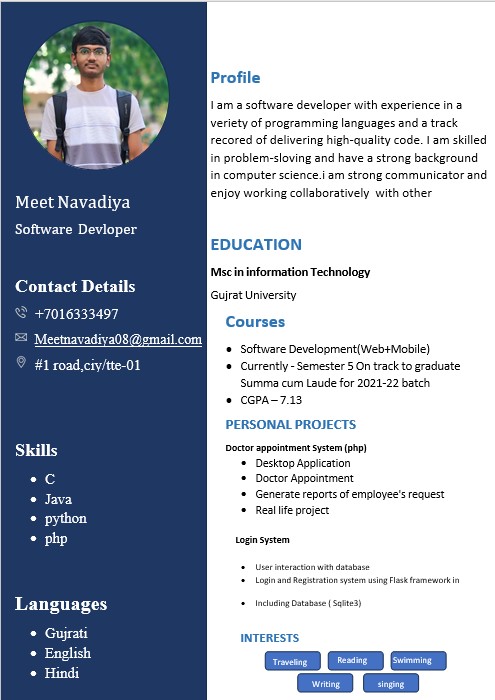 Meet Navadiya
Software Devloper
Contact Details
+7016333497
Meetnavadiya08@gmail.com
#1 road,ciy/tte-01
Skills
C
Java
python
php
Languages
Gujrati
English
Hindi
Profile
I am a software developer with experience in a
veriety of programming languages and a track
recored of delivering high-quality code. I am skilled
in problem-sloving and have a strong background
in computer science.i am strong communicator and
enjoy working collaboratively with other
EDUCATION
Msc in information Technology
Gujrat University
Courses
Software Development(Web+Mobile)
Currently - Semester 5 On track to graduate
Summa cum Laude for 2021-22 batch
CGPA – 7.13
PERSONAL PROJECTS
Doctor appointment System (php)
Desktop Application
Doctor Appointment
Generate reports of employee's request
Real life project
Login System
User interaction with database
Login and Registration system using Flask framework in
Including Database ( Sqlite3)
INTERESTS
Traveling Reading Swimming
Writing singing